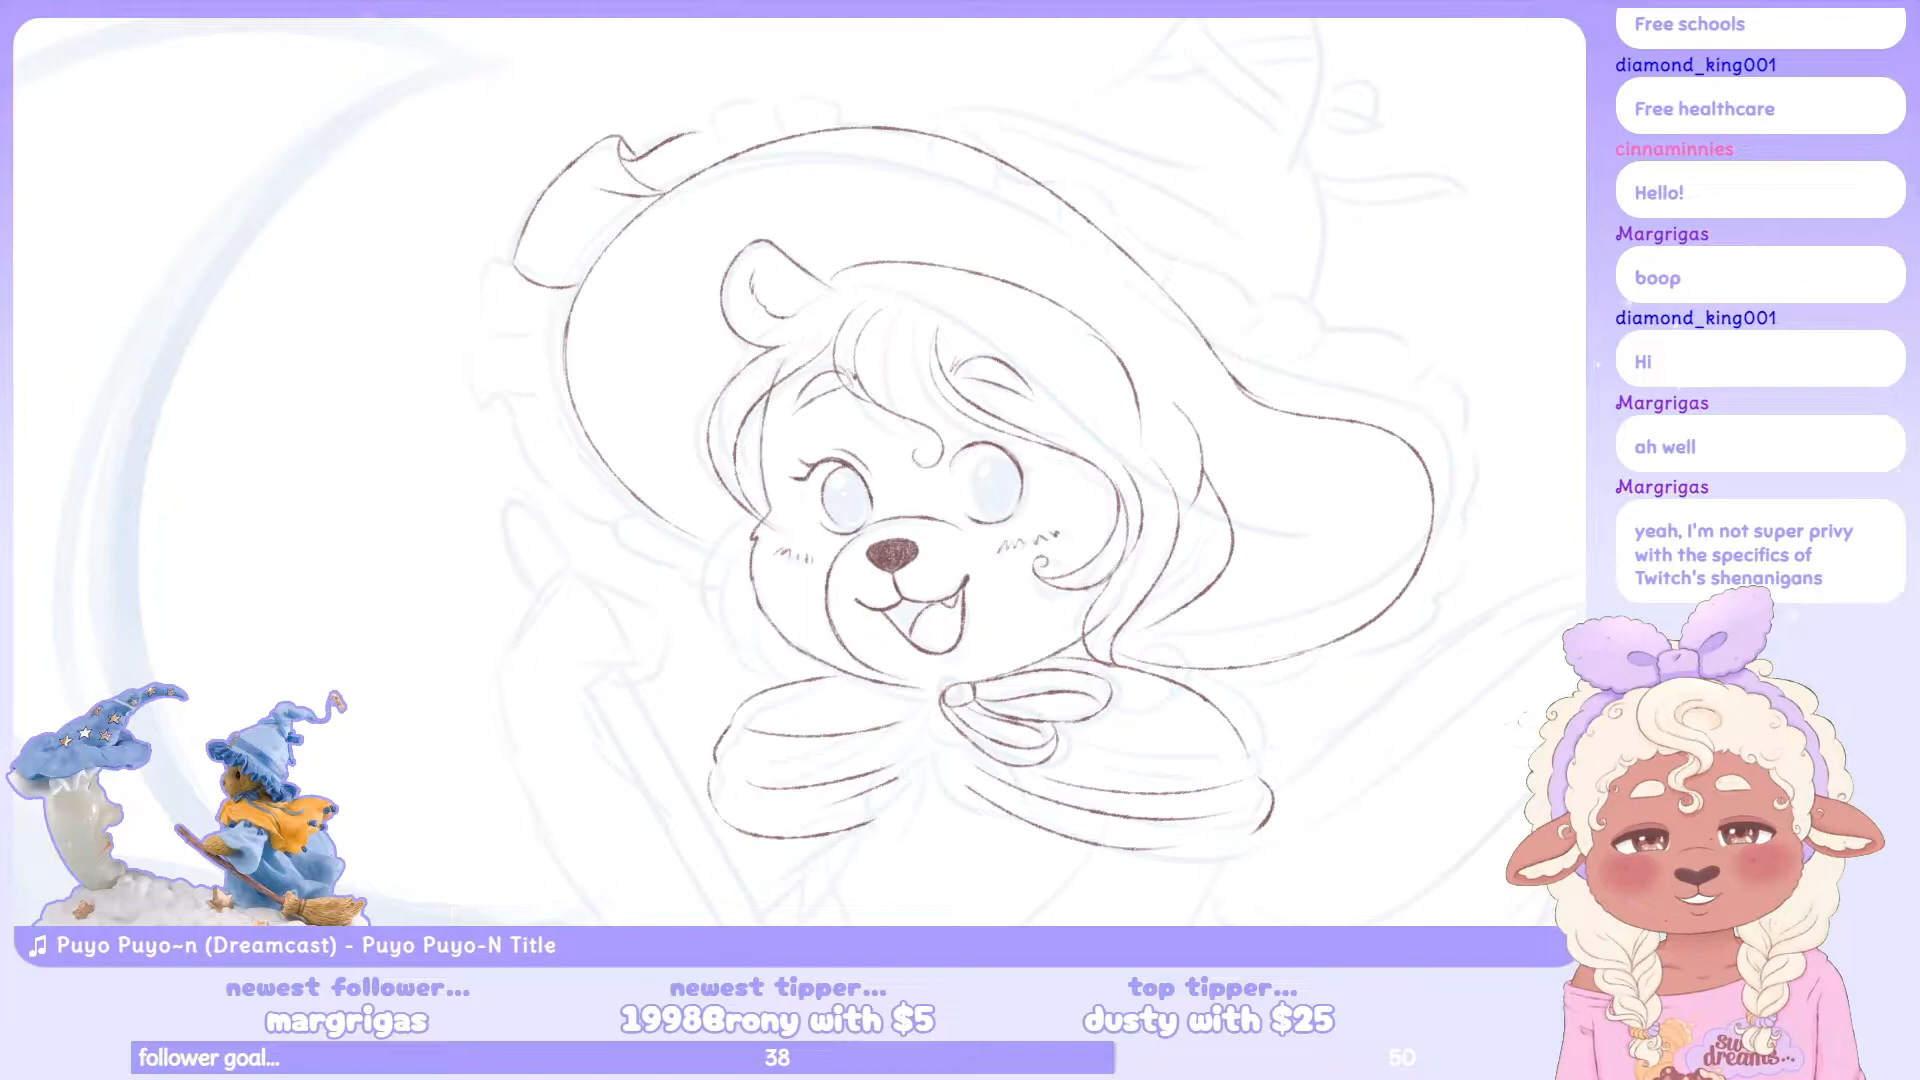 Free schools
diamond_king001
Free healthcare
cinnaminnies
Hello!
Margrigas
boop
diamond_king001
Hi
Margrigas
ah well
Margrigas
yeah, I'm not super privy
with the specifics of
Twitch's shenanigans
Puyo Puyo~n (Dreamcast) - Puyo Puyo-N Title
newest follower...
margrigas
newest tipper...
1998Brony with $5
top tipper...
dusty with $25
follower goal...
38
50
dreams...